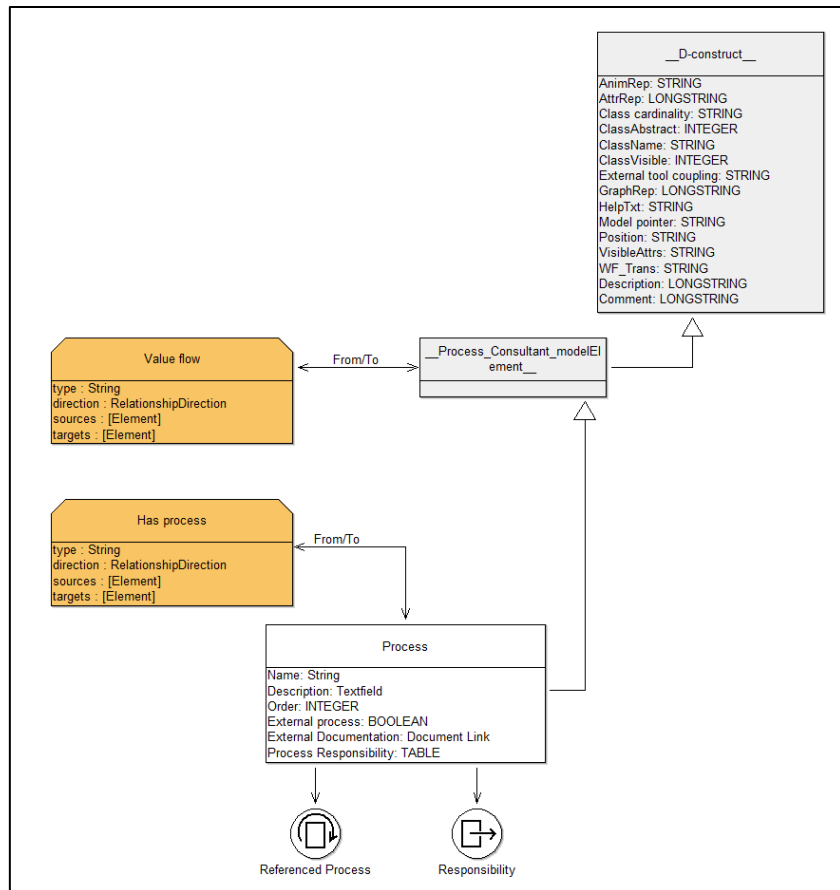 __D-construct__
AnimRep: STRING
AttrRep: LONGSTRING
Class cardinality: STRING
ClassAbstract: INTEGER
ClassName: STRING
ClassVisible: INTEGER
External tool coupling: STRING
GraphRep: LONGSTRING
HelpTxt: STRING
Model pointer: STRING
Position: STRING
VisibleAttrs: STRING
WF_Trans: STRING
Description: LONGSTRING
Comment: LONGSTRING
Value flow
type : String
direction : RelationshipDirection
sources : [Element]
targets : [Element]
From/To
__Process_Consultant_modelEl
ement__
Has process
type : String
direction : RelationshipDirection
sources : [Element]
targets : [Element]
From/To
Process
Name: String
Description: Textfield
Order: INTEGER
External process: BOOLEAN
External Documentation: Document Link
Process Responsibility: TABLE
Referenced Process
Responsibility